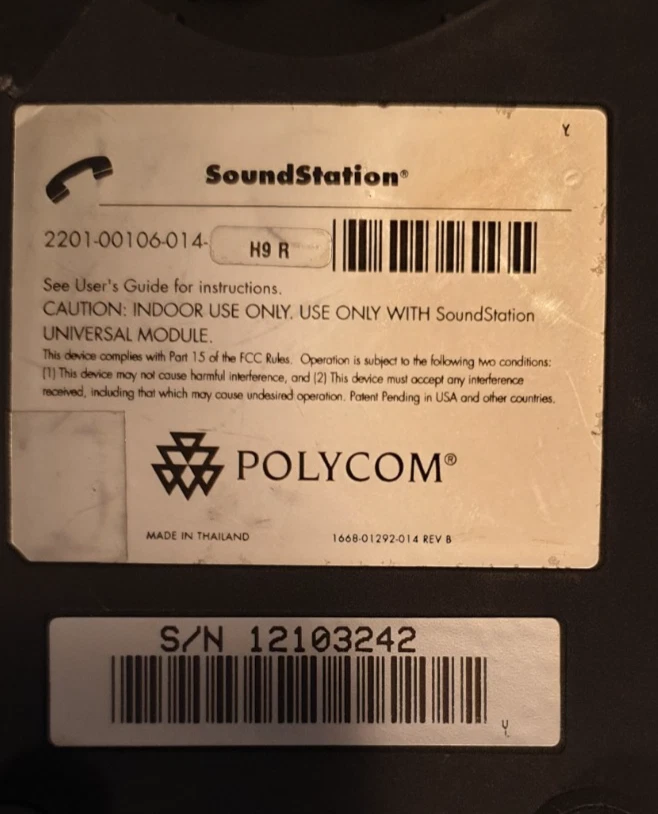 Y
SoundStation®
2201-00106-014- H9 R
See User's Guide for instructions.
CAUTION: INDOOR USE ONLY. USE ONLY WITH SoundStation
UNIVERSAL MODULE.
This device complies with Part 15 of the FCC Rules. Operation is subject to the following two conditions:
(1) This device may not cause harmful interference, and (2) This device must accept any interference
received, including that which may cause undesired operation. Patent Pending in USA and other countries.
POLYCOM®
MADE IN THAILAND 1668-01292-014 REV B
S/N 12103242
Y